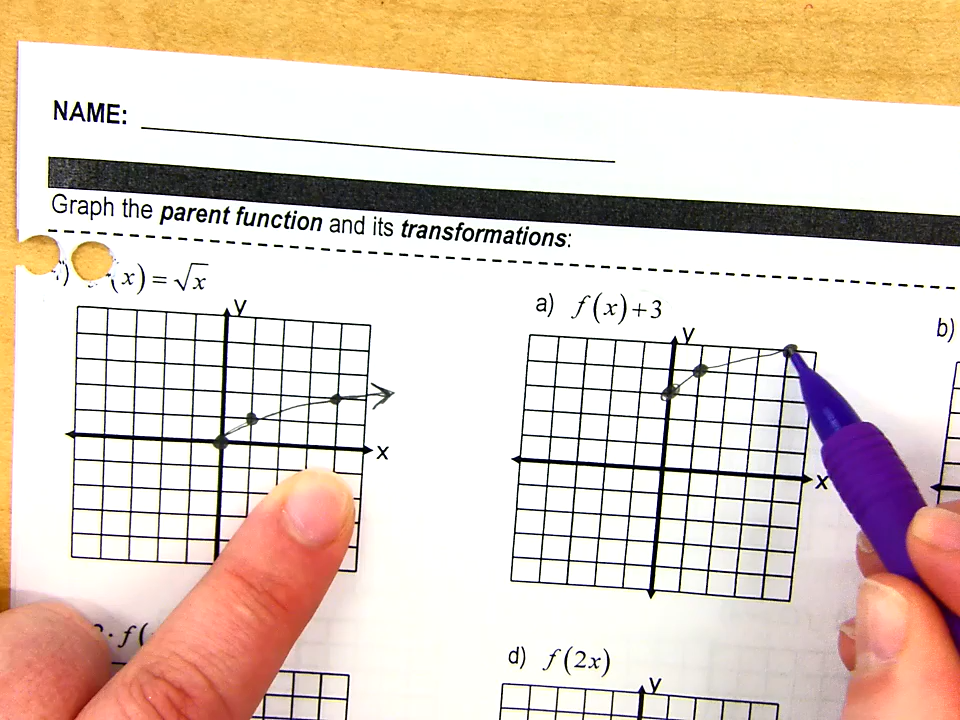 NAME:
Graph the parent function and its transformations:
(x) = √x
a) f(x)+3
b)
y
y
x
x
· f(
d) f(2x)
y